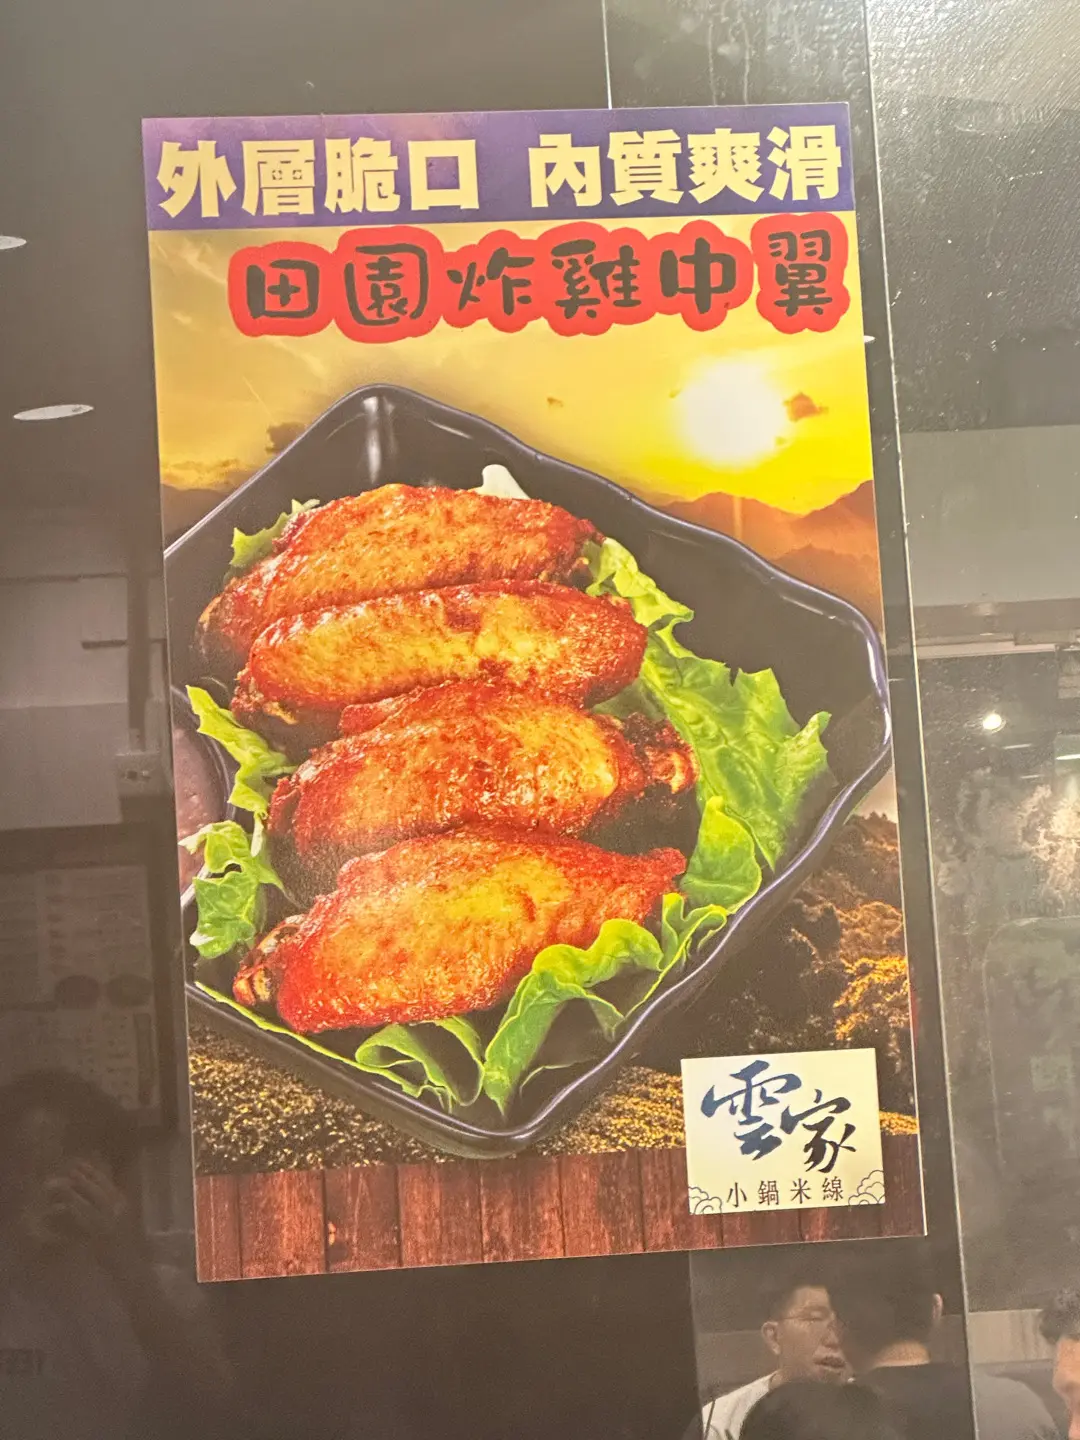 外層脆口 內質爽滑
田園炸雞中翼
雲家
小鍋米線